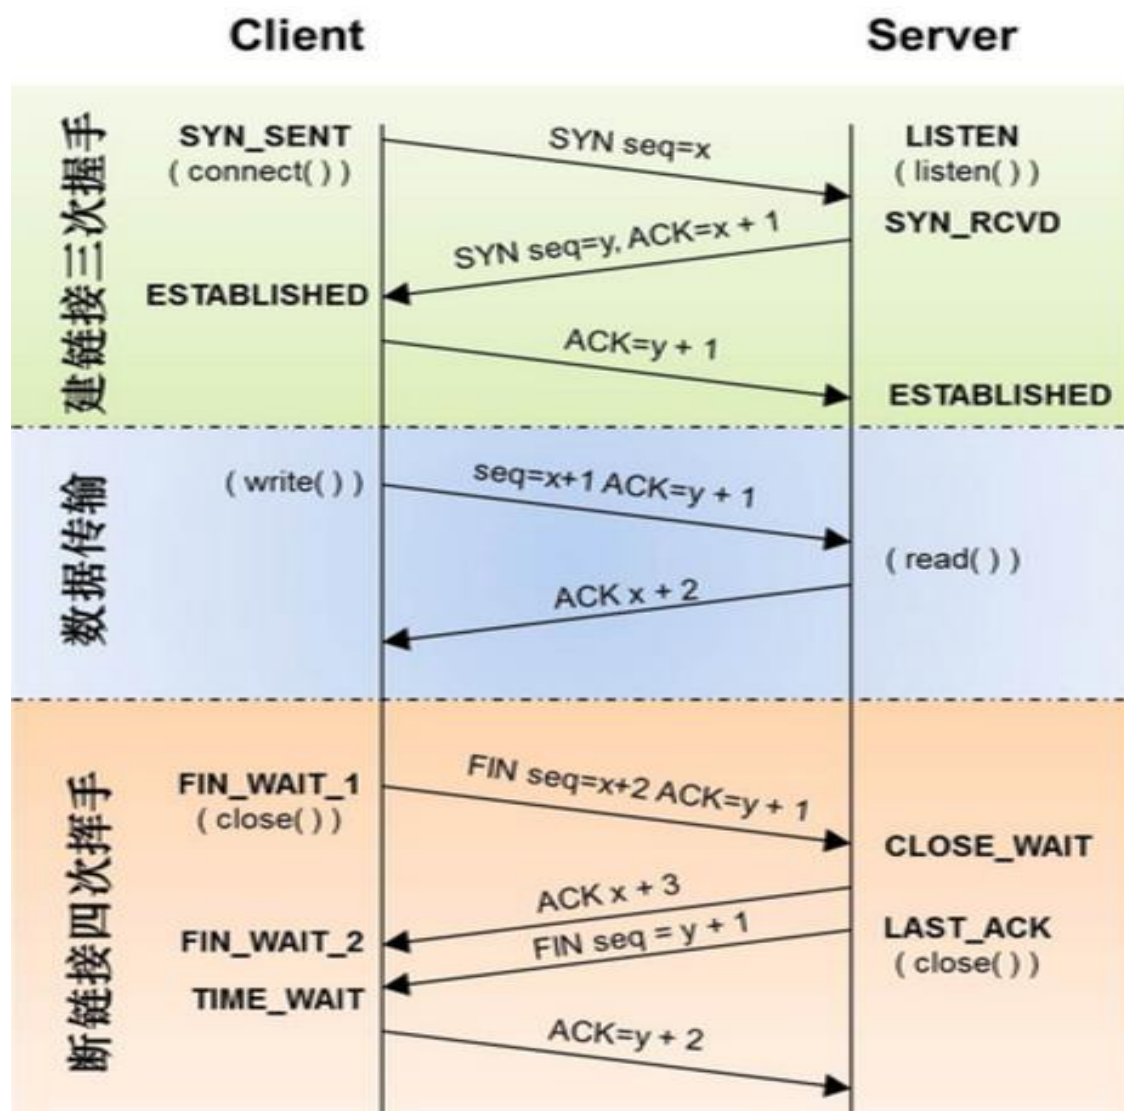 Client
Server
建链接三次握手
SYN_SENT
( connect( ) )
SYN seq=x
LISTEN
( listen( ) )
SYN_RCVD
SYN seq=y, ACK=x + 1
ESTABLISHED
ACK=y + 1
ESTABLISHED
数据传输
( write( ) )
seq=x+1 ACK=y + 1
( read( ) )
ACK x + 2
断链接四次挥手
FIN_WAIT_1
( close( ) )
FIN seq=x+2 ACK=y + 1
CLOSE_WAIT
ACK x + 3
FIN_WAIT_2
FIN seq = y + 1
LAST_ACK
( close( ) )
TIME_WAIT
ACK=y + 2